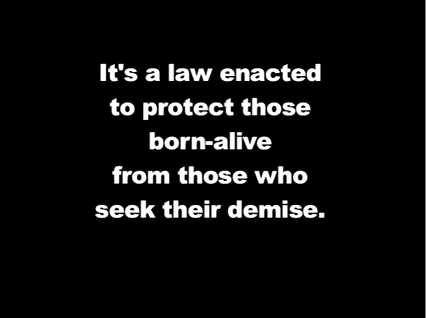 It's a law enacted
to protect those
born-alive
from those who
seek their demise.